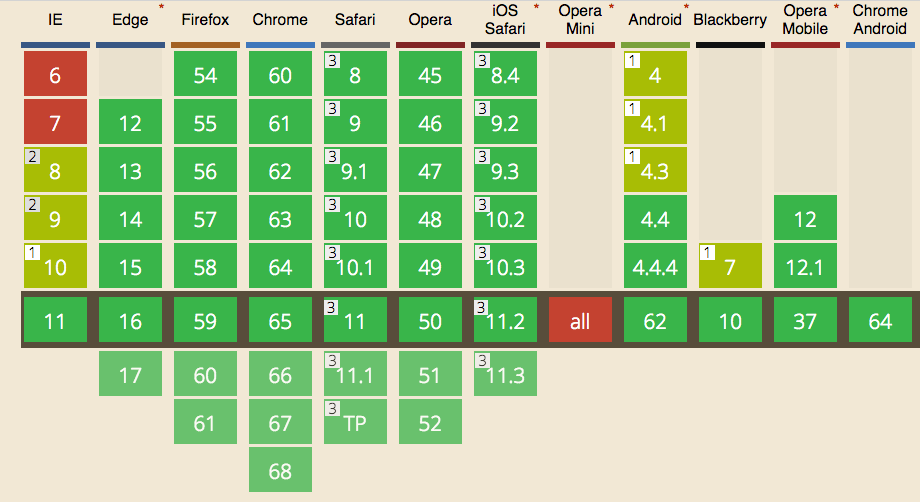 IE Edge * Firefox Chrome Safari Opera iOS Safari * Opera Mini * Android * Blackberry Opera Mobile * Chrome Android
6 54 60 3 8 45 3 8.4 1 4
7 12 55 61 3 9 46 3 9.2 1 4.1
2 8 13 56 62 3 9.1 47 3 9.3 1 4.3
2 9 14 57 63 3 10 48 3 10.2 4.4 12
1 10 15 58 64 3 10.1 49 3 10.3 4.4.4 1 7 12.1
11 16 59 65 3 11 50 3 11.2 all 62 10 37 64
17 60 66 3 11.1 51 3 11.3
61 67 3 TP 52
68